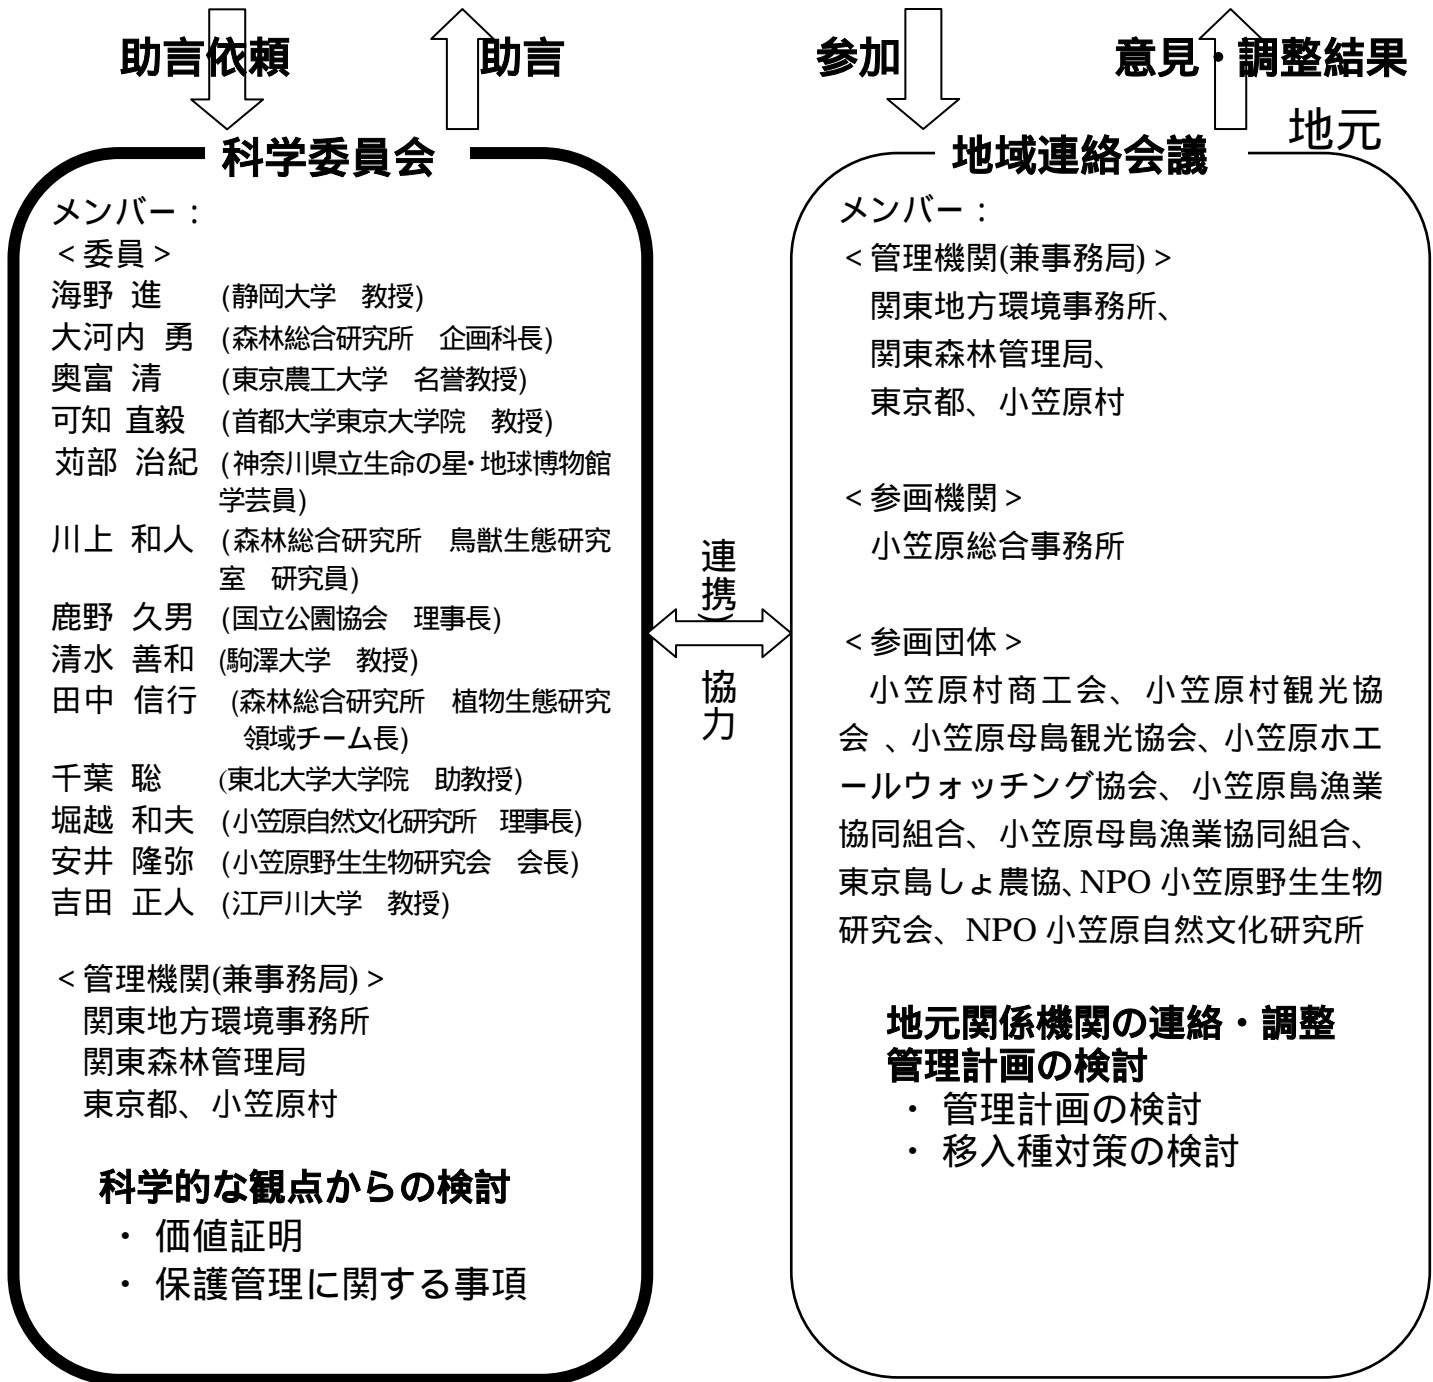 助言依頼
助言
参加
意見・調整結果
地元
科学委員会
メンバー：
＜委員＞
海野 進 (静岡大学 教授)
大河内 勇 (森林総合研究所 企画科長)
奥富 清 (東京農工大学 名誉教授)
可知 直毅 (首都大学東京大学院 教授)
苅部 治紀 (神奈川県立生命の星・地球博物館
学芸員)
川上 和人 (森林総合研究所 鳥獣生態研究
室 研究員)
鹿野 久男 (国立公園協会 理事長)
清水 善和 (駒澤大学 教授)
田中 信行 (森林総合研究所 植物生態研究
領域チーム長)
千葉 聡 (東北大学大学院 助教授)
堀越 和夫 (小笠原自然文化研究所 理事長)
安井 隆弥 (小笠原野生生物研究会 会長)
吉田 正人 (江戸川大学 教授)
＜管理機関(兼事務局)＞
関東地方環境事務所
関東森林管理局
東京都、小笠原村
科学的な観点からの検討
・ 価値証明
・ 保護管理に関する事項
連携
協力
地域連絡会議
メンバー：
＜管理機関(兼事務局)＞
関東地方環境事務所、
関東森林管理局、
東京都、小笠原村
＜参画機関＞
小笠原総合事務所
＜参画団体＞
小笠原村商工会、小笠原村観光協
会 、小笠原母島観光協会、小笠原ホエ
ールウォッチング協会、小笠原島漁業
協同組合、小笠原母島漁業協同組合、
東京島しょ農協、NPO 小笠原野生生物
研究会、NPO 小笠原自然文化研究所
地元関係機関の連絡・調整
管理計画の検討
・ 管理計画の検討
・ 移入種対策の検討